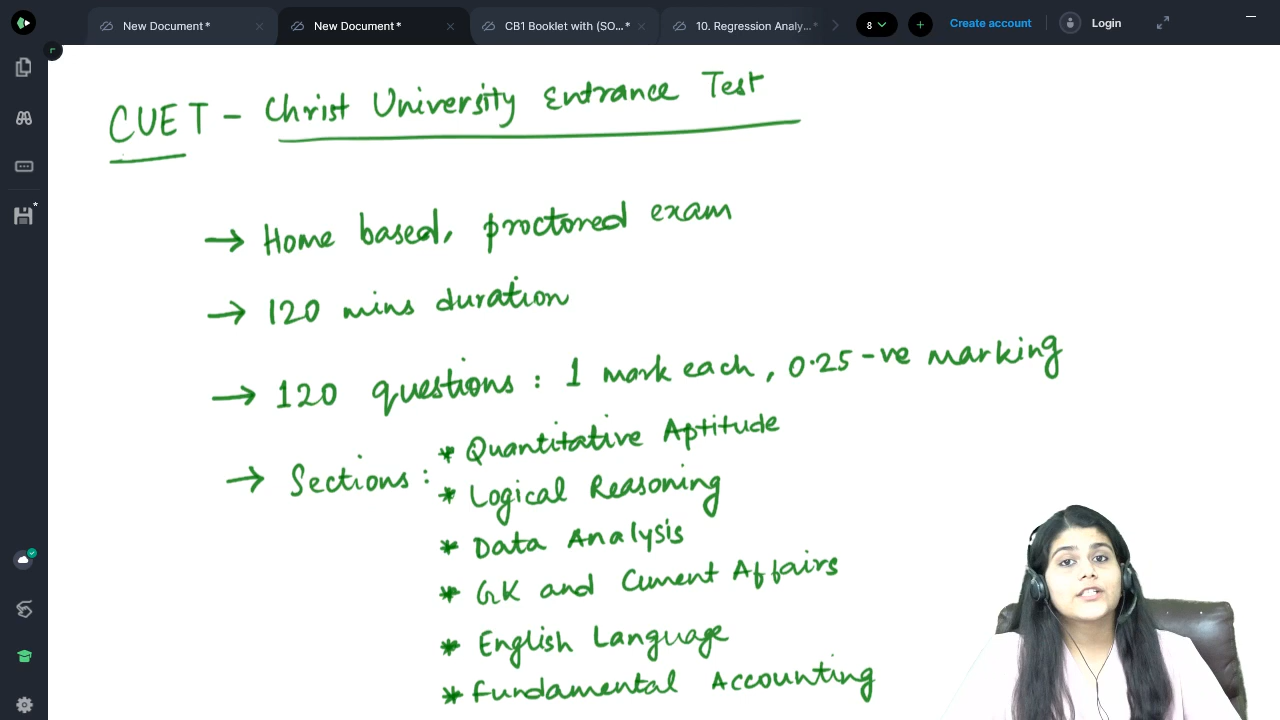 New Document*
New Document*
CB1 Booklet with (SO...*
10. Regression Analy...*
8
Create account
Login
CUET - Christ University Entrance Test
→ Home based, proctored exam
→ 120 mins duration
→ 120 questions : 1 mark each, 0.25 -ve marking
→ Sections : * Quantitative Aptitude
* Logical Reasoning
* Data Analysis
* GK and Current Affairs
* English Language
* Fundamental Accounting